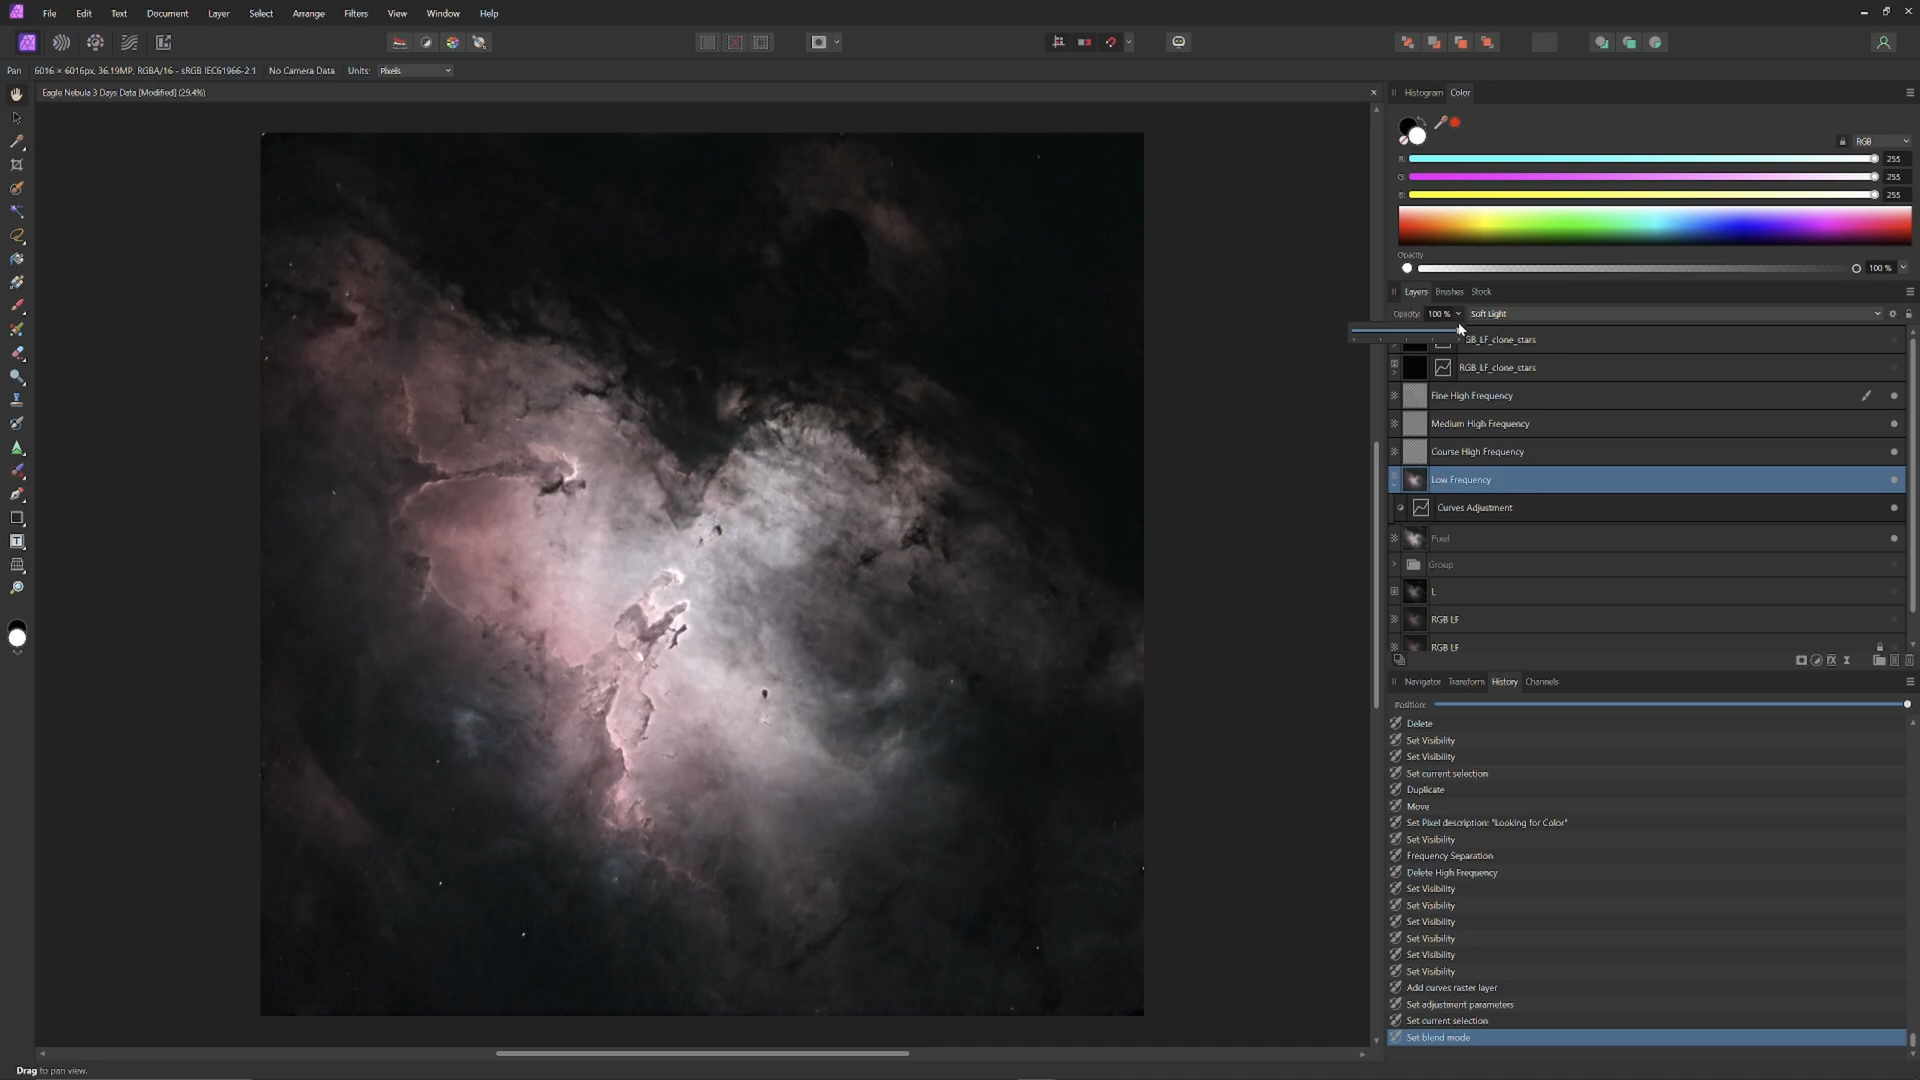 File Edit Text Document Layer Select Arrange Filters View Window Help
Pan 6016 × 6016px, 36.19MP, RGBA/16 - sRGB IEC61966-2.1 No Camera Data Units: Pixels
Eagle Nebula 3 Days Data [Modified] (29.4%)
Histogram Color
RGB
R: 255
G: 255
B: 255
Opacity
100 %
Layers Brushes Stock
Opacity: 100 % Soft Light
GB_LF_clone_stars
RGB_LF_clone_stars
Fine High Frequency
Medium High Frequency
Course High Frequency
Low Frequency
Curves Adjustment
Pixel
Group
L
RGB LF
RGB LF
Navigator Transform History Channels
Position:
Delete
Set Visibility
Set Visibility
Set current selection
Duplicate
Move
Set Pixel description: "Looking for Color"
Set Visibility
Frequency Separation
Delete High Frequency
Set Visibility
Set Visibility
Set Visibility
Set Visibility
Set Visibility
Set Visibility
Add curves raster layer
Set adjustment parameters
Set current selection
Set blend mode
Drag to pan view.